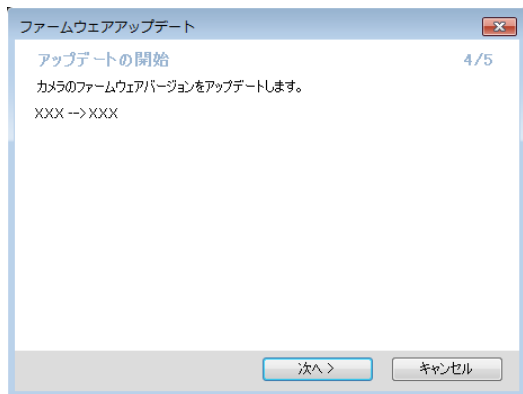 ファームウェアアップデート
アップデートの開始 4/5
カメラのファームウェアバージョンをアップデートします。
XXX -->XXX
次へ > キャンセル